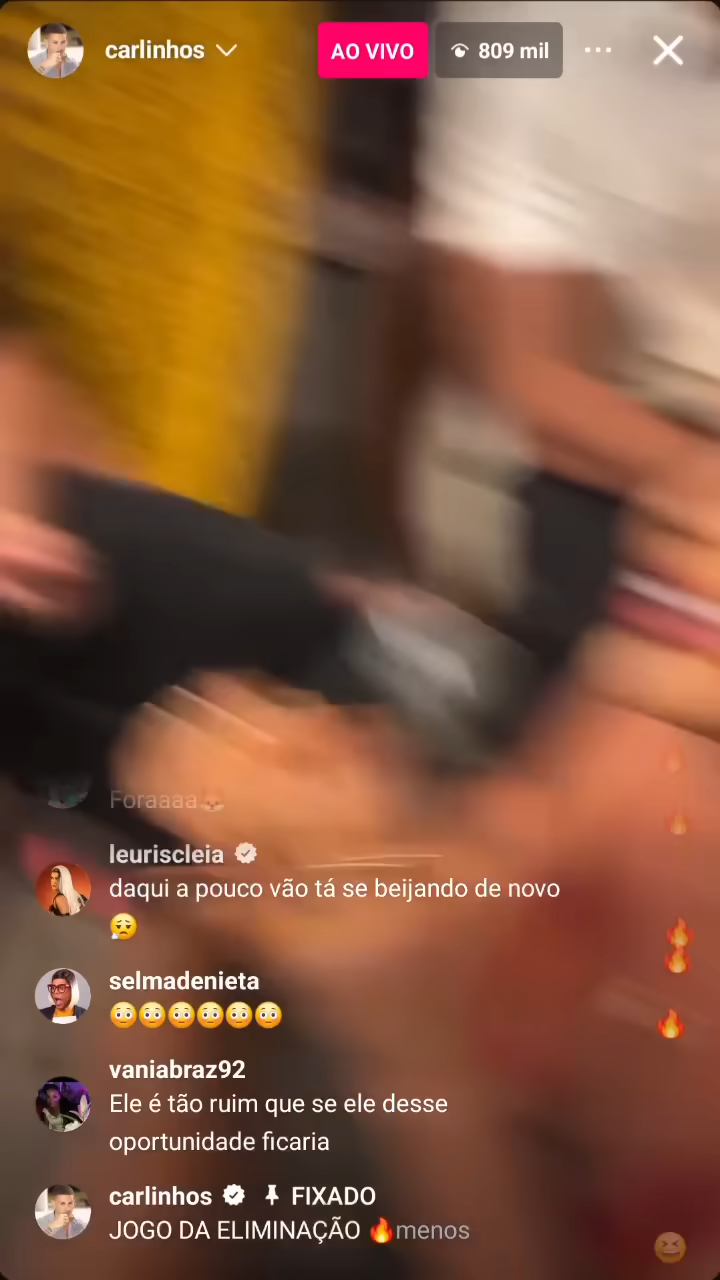 carlinhos
AO VIVO
809 mil
Foraaaa
leuriscleia
daqui a pouco vão tá se beijando de novo
😮‍💨
selmadenieta
😳😳😳😳😳😳
vaniabraz92
Ele é tão ruim que se ele desse
oportunidade ficaria
carlinhos FIXADO
JOGO DA ELIMINAÇÃO 🔥menos